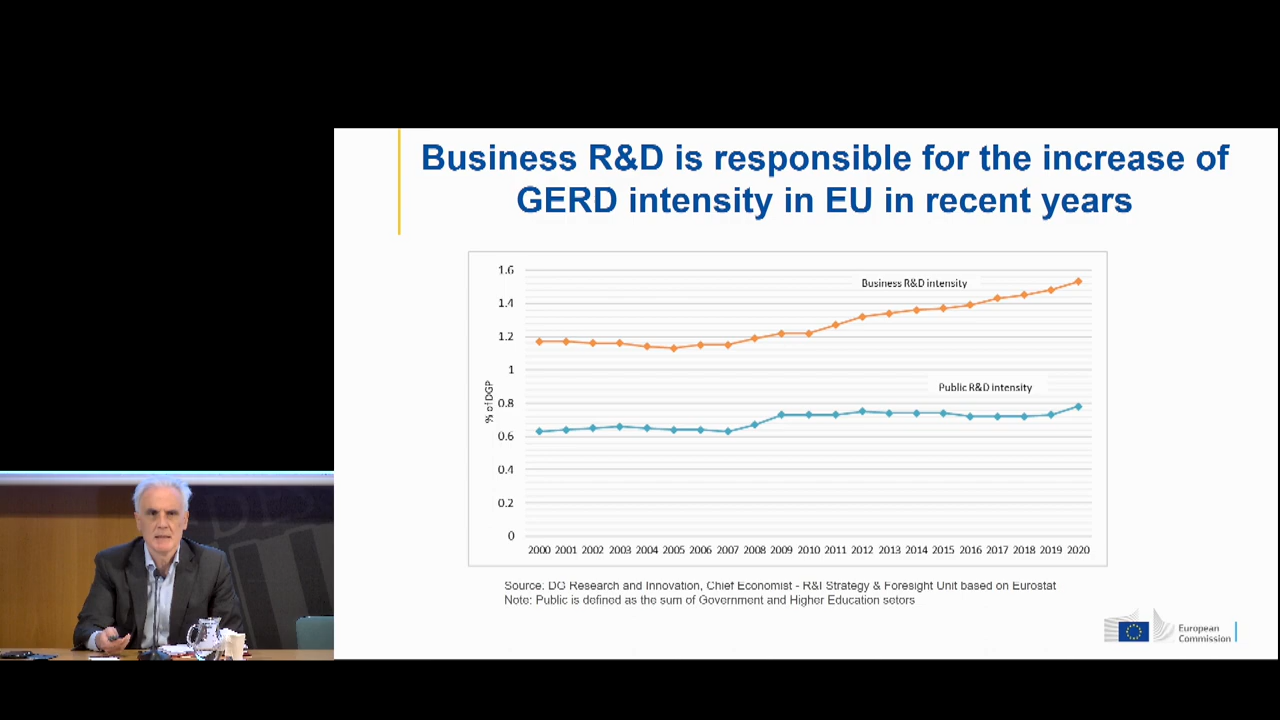 Business R&D is responsible for the increase of
GERD intensity in EU in recent years
1.6
1.4
1.2
1
0.8
0.6
0.4
0.2
0
% of DGP
Business R&D intensity
Public R&D intensity
2000 2001 2002 2003 2004 2005 2006 2007 2008 2009 2010 2011 2012 2013 2014 2015 2016 2017 2018 2019 2020
Source: DG Research and Innovation, Chief Economist - R&I Strategy & Foresight Unit based on Eurostat
Note: Public is defined as the sum of Government and Higher Education setors
European
Commission